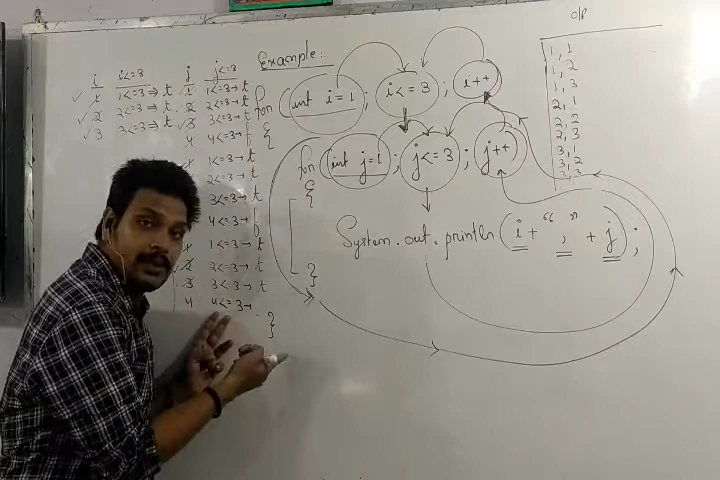 o/p
Example:-
i i<=3 j j<=3
1 1<=3→t 1 1<=3→t
2 2<=3→t 2 2<=3→t
3 3<=3→t 3 3<=3→t
4 4<=3→f
1<=3→t
2<=3→t
3<=3→t
4<=3→f
1 1<=3→t
2 2<=3→t
3 3<=3→t
4 4<=3→
for (int i=1; i<=3; i++)
{
for (int j=1; j<=3; j++)
{
System.out.println(i+","+j);
}
}
1, 1
1, 2
1, 3
2, 1
2, 2
2, 3
3, 1
3, 2
3, 3